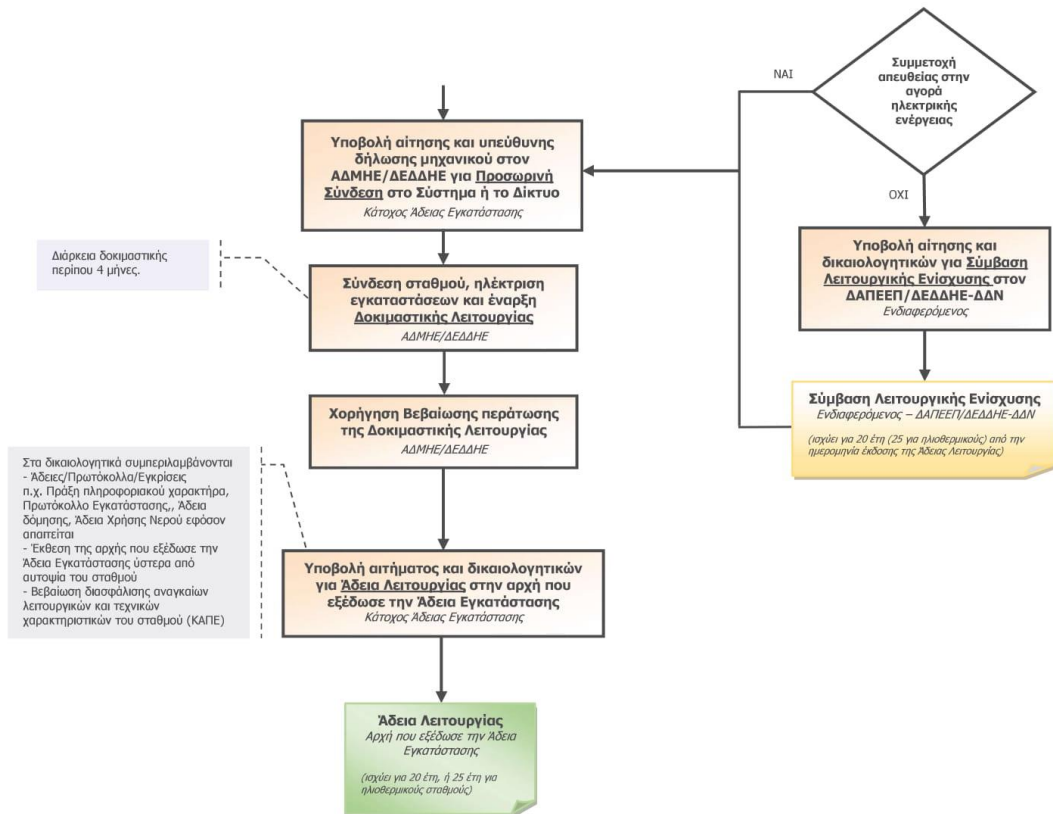 Συμμετοχή
απευθείας στην
αγορά
ηλεκτρικής
ενέργειας
ΝΑΙ
ΟΧΙ
Υποβολή αίτησης και υπεύθυνης
δήλωσης μηχανικού στον
ΑΔΜΗΕ/ΔΕΔΔΗΕ για Προσωρινή
Σύνδεση στο Σύστημα ή το Δίκτυο
Κάτοχος Άδειας Εγκατάστασης
Υποβολή αίτησης και
δικαιολογητικών για Σύμβαση
Λειτουργικής Ενίσχυσης στον
ΔΑΠΕΕΠ/ΔΕΔΔΗΕ-ΔΔΝ
Ενδιαφερόμενος
Διάρκεια δοκιμαστικής
περίπου 4 μήνες.
Σύνδεση σταθμού, ηλέκτριση
εγκαταστάσεων και έναρξη
Δοκιμαστικής Λειτουργίας
ΑΔΜΗΕ/ΔΕΔΔΗΕ
Σύμβαση Λειτουργικής Ενίσχυσης
Ενδιαφερόμενος – ΔΑΠΕΕΠ/ΔΕΔΔΗΕ-ΔΔΝ
(ισχύει για 20 έτη (25 για ηλιοθερμικούς) από την
ημερομηνία έκδοσης της Άδειας Λειτουργίας)
Χορήγηση Βεβαίωσης περάτωσης
της Δοκιμαστικής Λειτουργίας
ΑΔΜΗΕ/ΔΕΔΔΗΕ
Στα δικαιολογητικά συμπεριλαμβάνονται
- Άδειες/Πρωτόκολλα/Εγκρίσεις
π.χ. Πράξη πληροφοριακού χαρακτήρα,
Πρωτόκολλο Εγκατάστασης,, Άδεια
δόμησης, Άδεια Χρήσης Νερού εφόσον
απαιτείται
- Έκθεση της αρχής που εξέδωσε την
Άδεια Εγκατάστασης ύστερα από
αυτοψία του σταθμού
- Βεβαίωση διασφάλισης αναγκαίων
λειτουργικών και τεχνικών
χαρακτηριστικών του σταθμού (ΚΑΠΕ)
Υποβολή αιτήματος και δικαιολογητικών
για Άδεια Λειτουργίας στην αρχή που
εξέδωσε την Άδεια Εγκατάστασης
Κάτοχος Άδειας Εγκατάστασης
Άδεια Λειτουργίας
Αρχή που εξέδωσε την Άδεια
Εγκατάστασης
(ισχύει για 20 έτη, ή 25 έτη για
ηλιοθερμικούς σταθμούς)